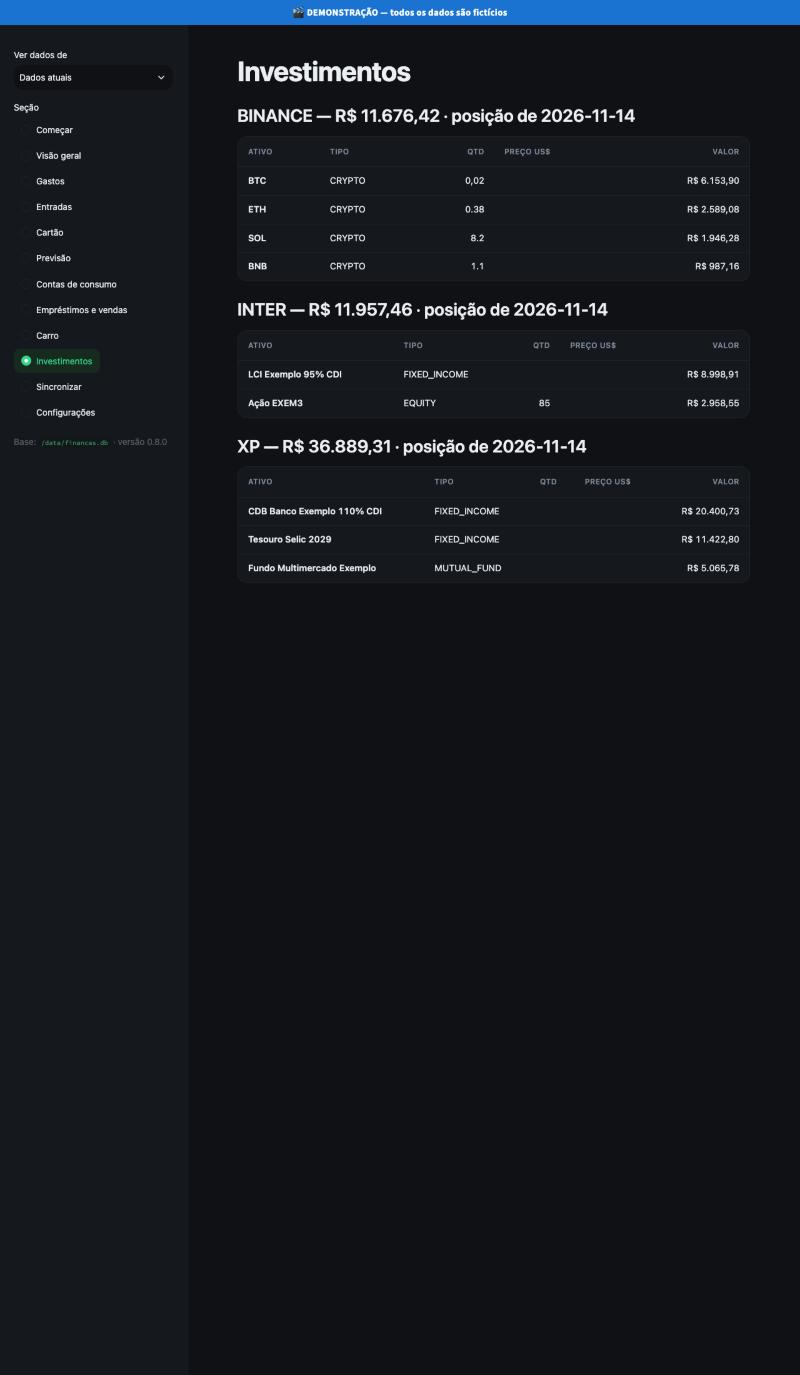 🎬 DEMONSTRAÇÃO — todos os dados são fictícios
Ver dados de
Dados atuais
Seção
Começar
Visão geral
Gastos
Entradas
Cartão
Previsão
Contas de consumo
Empréstimos e vendas
Carro
Investimentos
Sincronizar
Configurações
Base: /data/financas.db · versão 0.8.0
Investimentos
BINANCE — R$ 11.676,42 · posição de 2026-11-14
ATIVO TIPO QTD PREÇO US$ VALOR
BTC CRYPTO 0,02 R$ 6.153,90
ETH CRYPTO 0.38 R$ 2.589,08
SOL CRYPTO 8.2 R$ 1.946,28
BNB CRYPTO 1.1 R$ 987,16
INTER — R$ 11.957,46 · posição de 2026-11-14
ATIVO TIPO QTD PREÇO US$ VALOR
LCI Exemplo 95% CDI FIXED_INCOME R$ 8.998,91
Ação EXEM3 EQUITY 85 R$ 2.958,55
XP — R$ 36.889,31 · posição de 2026-11-14
ATIVO TIPO QTD PREÇO US$ VALOR
CDB Banco Exemplo 110% CDI FIXED_INCOME R$ 20.400,73
Tesouro Selic 2029 FIXED_INCOME R$ 11.422,80
Fundo Multimercado Exemplo MUTUAL_FUND R$ 5.065,78